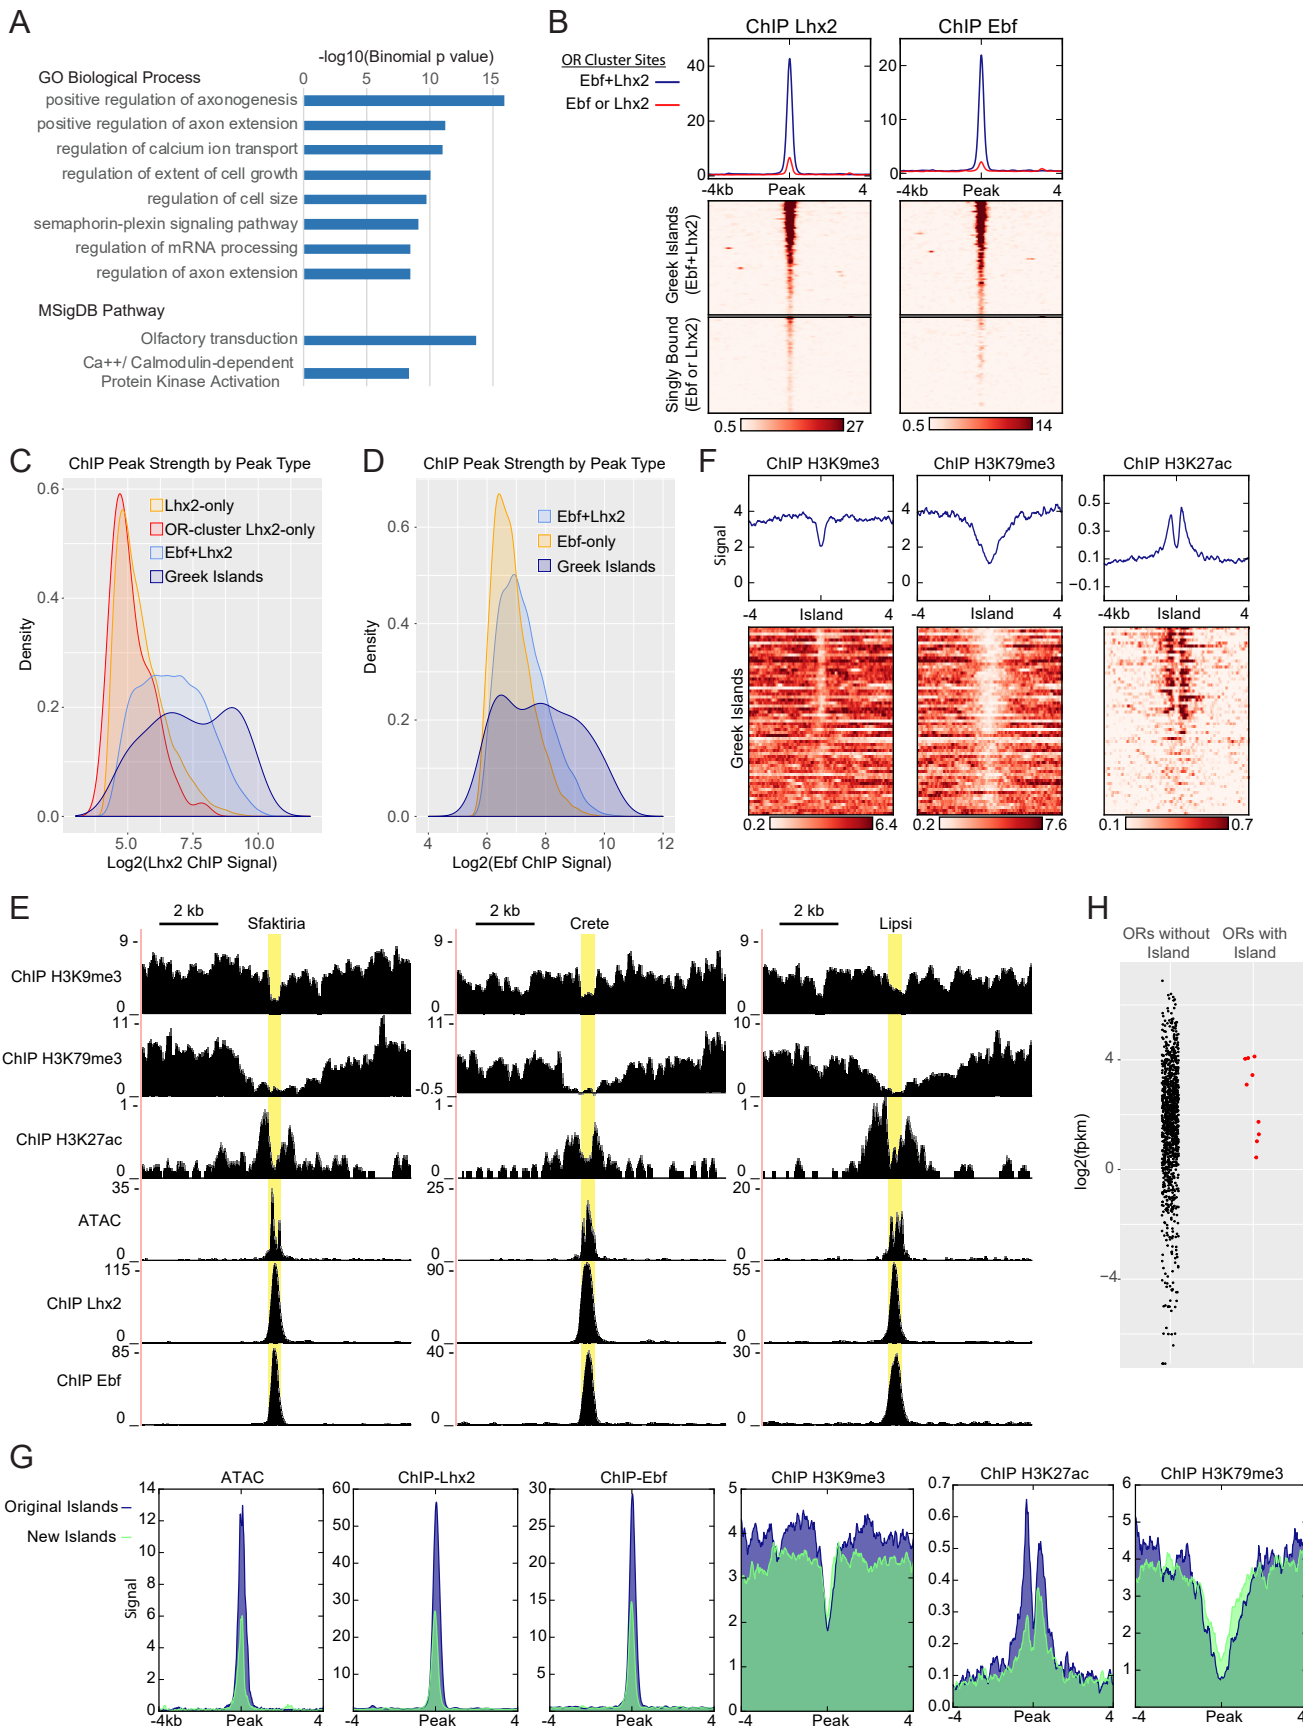 A
-log10(Binomial p value)
GO Biological Process
0 5 10 15
positive regulation of axonogenesis
positive regulation of axon extension
regulation of calcium ion transport
regulation of extent of cell growth
regulation of cell size
semaphorin-plexin signaling pathway
regulation of mRNA processing
regulation of axon extension
MSigDB Pathway
Olfactory transduction
Ca++/ Calmodulin-dependent
Protein Kinase Activation
B
ChIP Lhx2 ChIP Ebf
OR Cluster Sites
Ebf+Lhx2
Ebf or Lhx2
40
20
0
20
10
0
-4kb Peak 4
-4kb Peak 4
Greek Islands
(Ebf+Lhx2)
Singly Bound
(Ebf or Lhx2)
0.5 27
0.5 14
C
ChIP Peak Strength by Peak Type
0.6
0.4
0.2
0.0
Density
Lhx2-only
OR-cluster Lhx2-only
Ebf+Lhx2
Greek Islands
5.0 7.5 10.0
Log2(Lhx2 ChIP Signal)
D
ChIP Peak Strength by Peak Type
0.6
0.4
0.2
0.0
Density
Ebf+Lhx2
Ebf-only
Greek Islands
4 6 8 10 12
Log2(Ebf ChIP Signal)
F
ChIP H3K9me3 ChIP H3K79me3 ChIP H3K27ac
Signal
4
2
0
4
2
0
0.5
0.3
0.1
−0.1
-4 Island 4
-4 Island 4
-4kb Island 4
Greek Islands
0.2 6.4
0.2 7.6
0.1 0.7
E
2 kb 2 kb 2 kb
Sfaktiria Crete Lipsi
ChIP H3K9me3
9 -
0 _
9 -
0 _
9 -
0 _
ChIP H3K79me3
11 -
0 _
11 -
-0.5 _
10 -
0 _
ChIP H3K27ac
1 -
0 _
1 -
0 _
1 -
0 _
ATAC
35 -
0 _
25 -
0 _
20 -
0 _
ChIP Lhx2
115 -
0 _
90 -
0 _
55 -
0 _
ChIP Ebf
85 -
0 _
40 -
0 _
30 -
0 _
H
ORs without
Island
ORs with
Island
log2(fpkm)
4
0
−4
G
Original Islands
New Islands
Signal
ATAC
14
12
10
8
6
4
2
0
-4kb Peak 4
ChIP-Lhx2
60
50
40
30
20
10
-4 Peak 4
ChIP-Ebf
30
25
20
15
10
5
-4 Peak 4
ChIP H3K9me3
5
4
3
2
1
0
-4 Peak 4
ChIP H3K27ac
0.7
0.6
0.5
0.4
0.3
0.2
0.1
0.0
-4 Peak 4
ChIP H3K79me3
6
5
4
3
2
1
-4 Peak 4